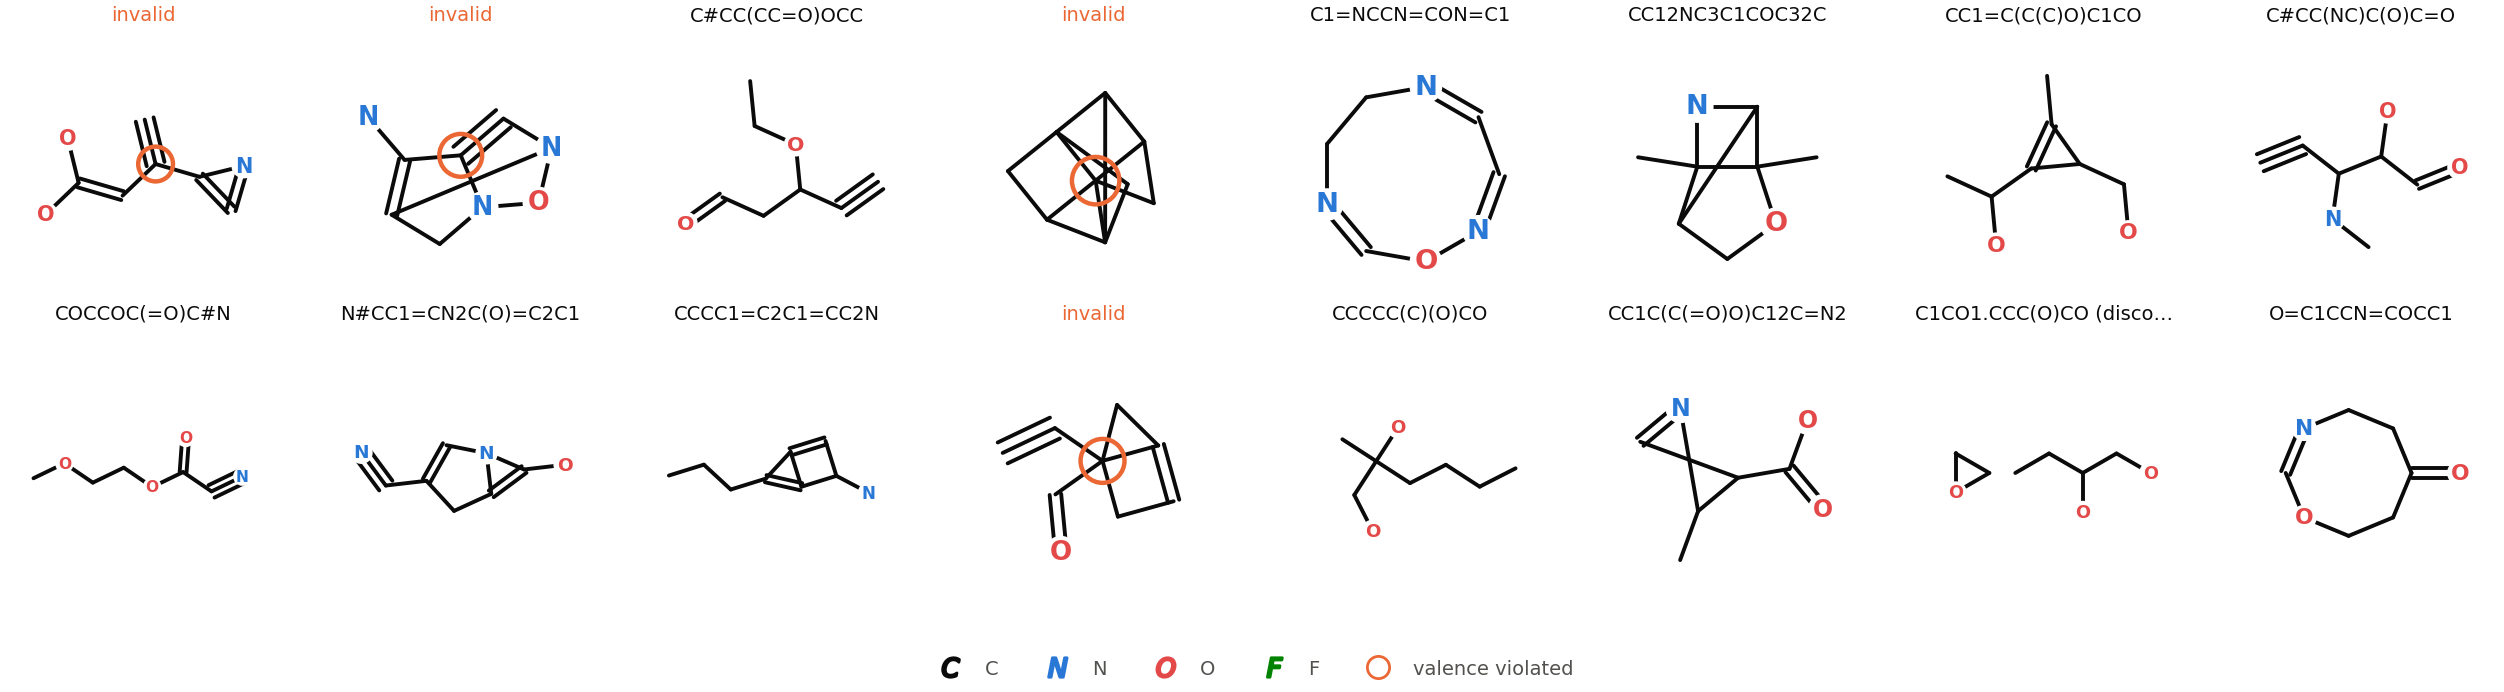 invalid
invalid
C#CC(CC=O)OCC
invalid
C1=NCCN=CON=C1
CC12NC3C1COC32C
CC1=C(C(C)O)C1CO
C#CC(NC)C(O)C=O
O
O
N
N
N
N
O
O
O
N
N
N
O
N
O
O
O
O
O
N
COCCOC(=O)C#N
N#CC1=CN2C(O)=C2C1
CCCC1=C2C1=CC2N
invalid
CCCCC(C)(O)CO
CC1C(C(=O)O)C12C=N2
C1CO1.CCC(O)CO (disco...
O=C1CCN=COCC1
O
O
O
N
N
N
O
N
O
O
O
N
O
O
O
O
O
N
O
O
C C N N O O F F valence violated